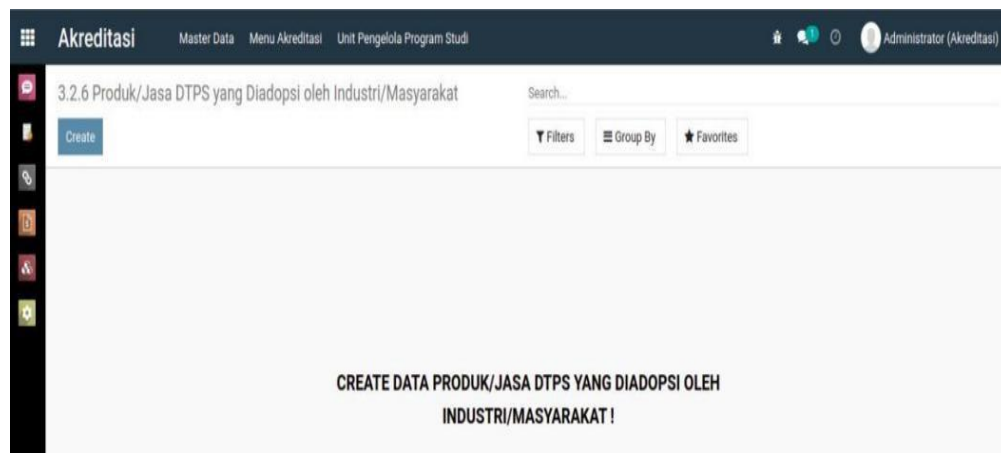 Akreditasi Master Data Menu Akreditasi Unit Pengelola Program Studi 1 Administrator (Akreditasi)
3.2.6 Produk/Jasa DTPS yang Diadopsi oleh Industri/Masyarakat Search...
Create Filters Group By Favorites
CREATE DATA PRODUK/JASA DTPS YANG DIADOPSI OLEH
INDUSTRI/MASYARAKAT !